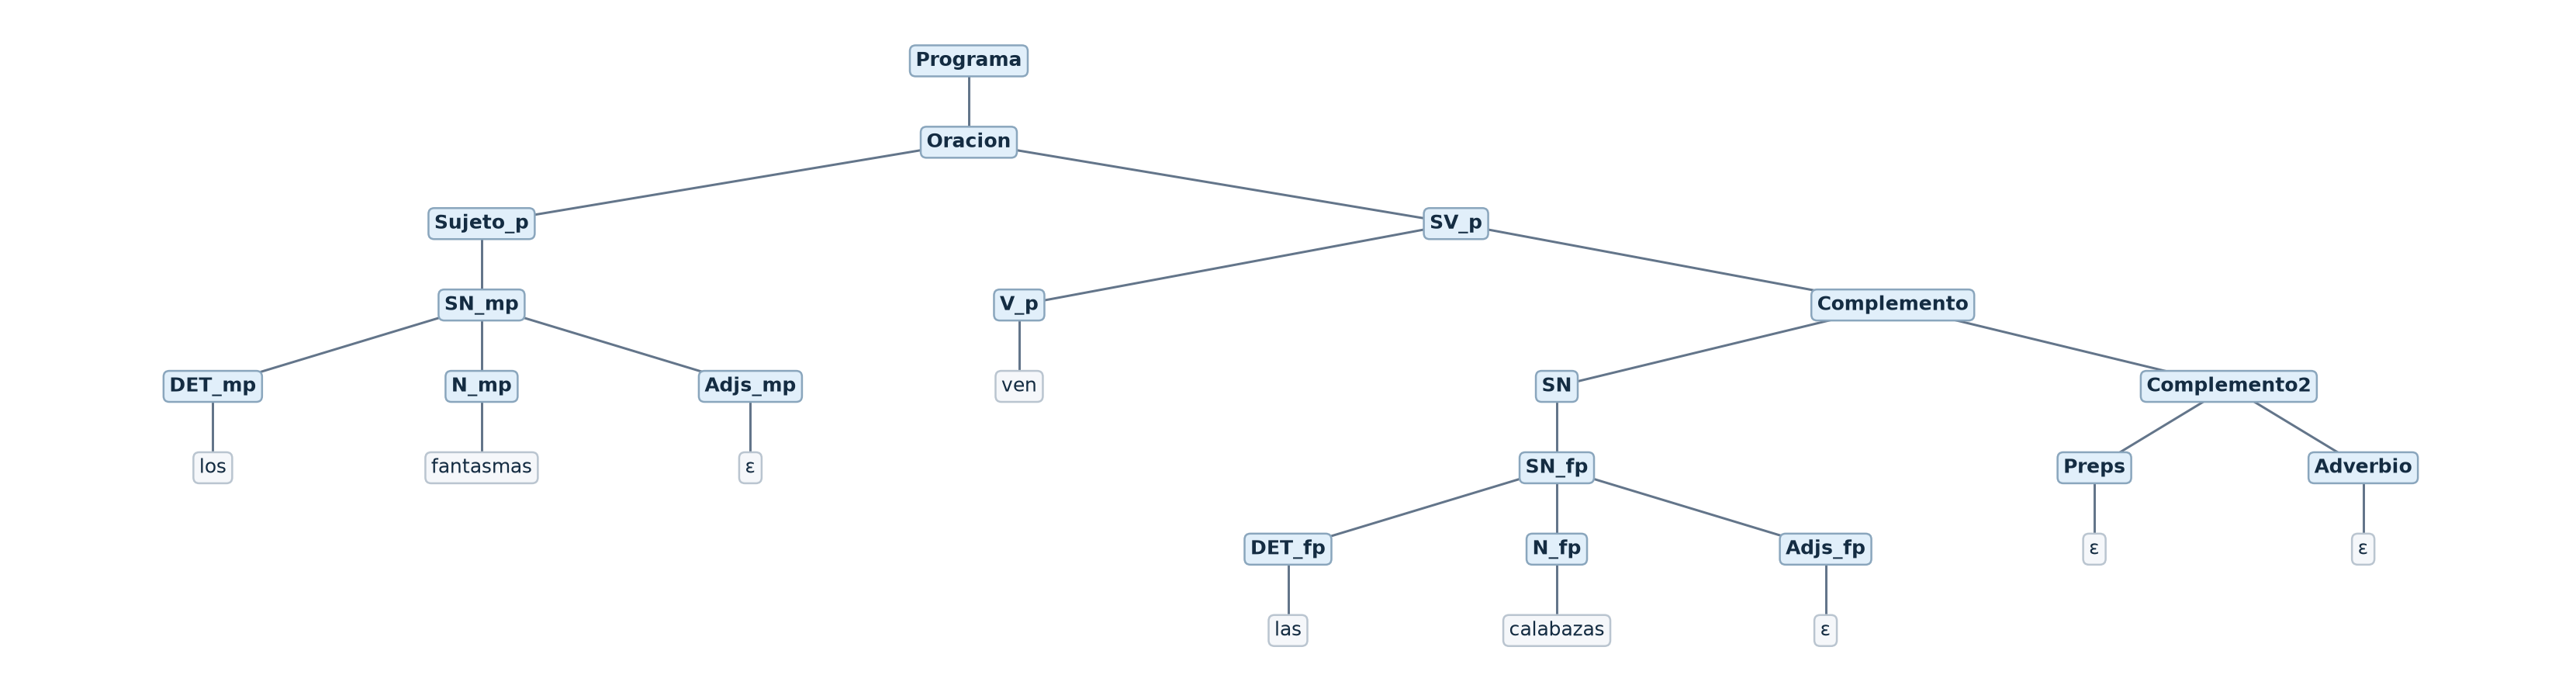 Programa
Oracion
Sujeto_p SV_p
SN_mp V_p Complemento
DET_mp N_mp Adjs_mp ven SN Complemento2
los fantasmas ε SN_fp Preps Adverbio
DET_fp N_fp Adjs_fp ε ε
las calabazas ε